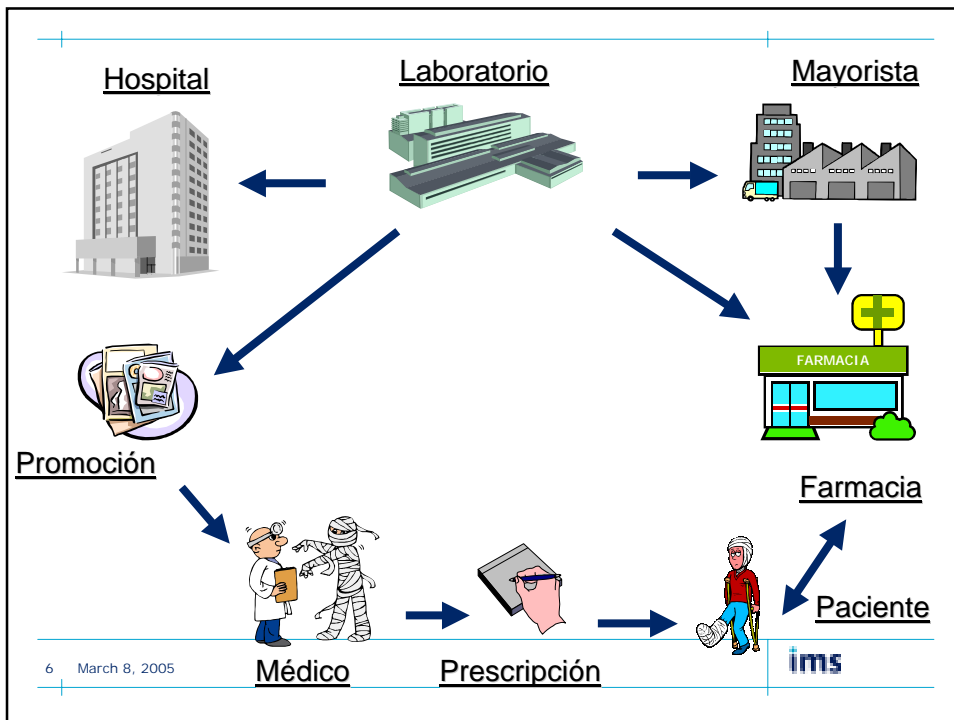 Hospital
Laboratorio
Mayorista
FARMACIA
Promoción
Farmacia
Paciente
Médico
Prescripción
6 March 8, 2005
ims